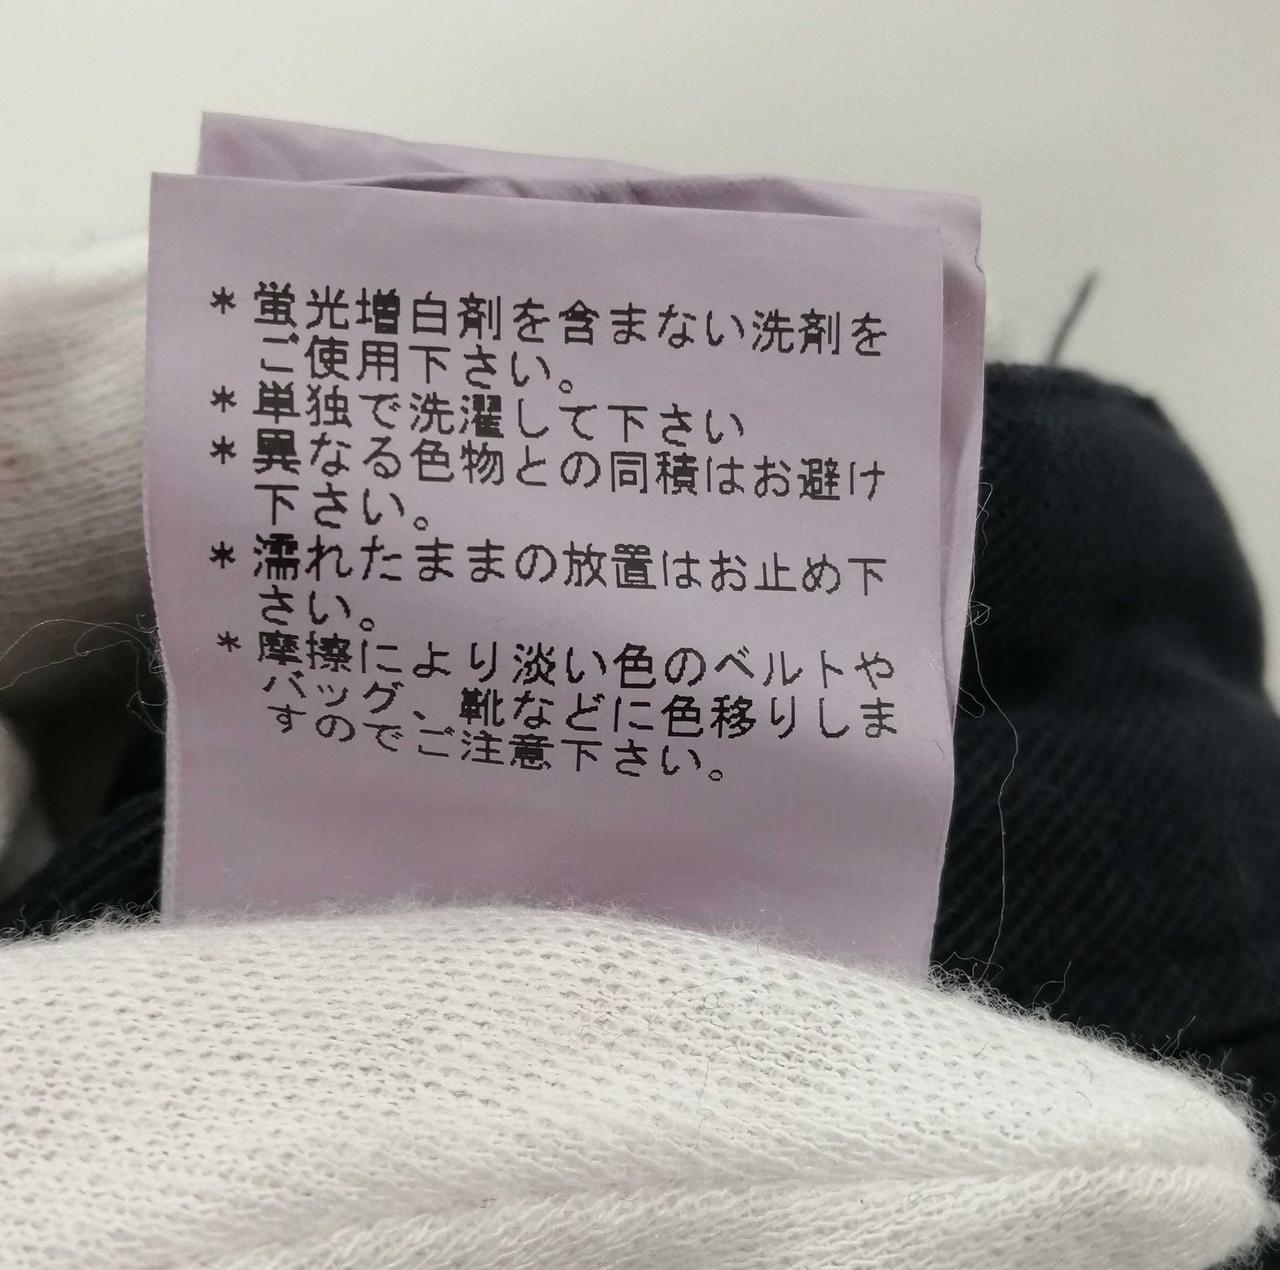 * 蛍光増白剤を含まない洗剤を
ご使用下さい。
* 単独で洗濯して下さい
* 異なる色物との同積はお避け
下さい。
* 濡れたままの放置はお止め下
さい。
* 摩擦により淡い色のベルトや
バッグ、靴などに色移りしま
すのでご注意下さい。